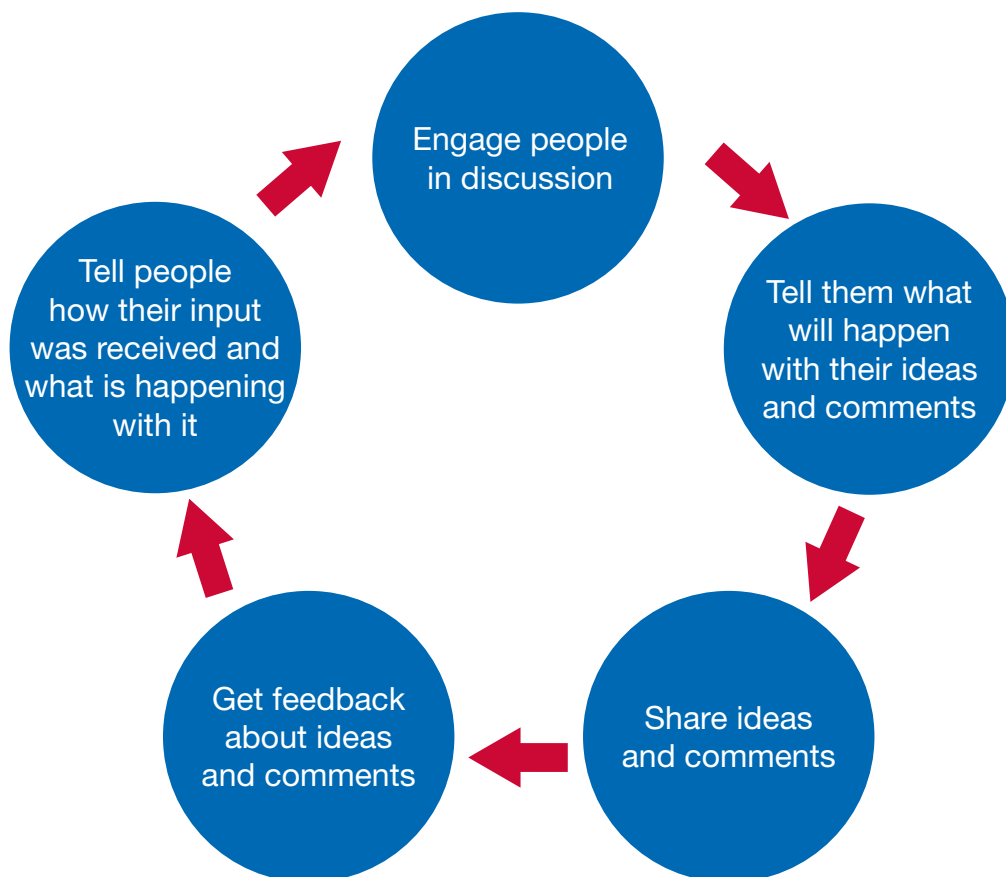 Engage people
in discussion
Tell them what
will happen
with their ideas
and comments
Share ideas
and comments
Get feedback
about ideas
and comments
Tell people
how their input
was received and
what is happening
with it